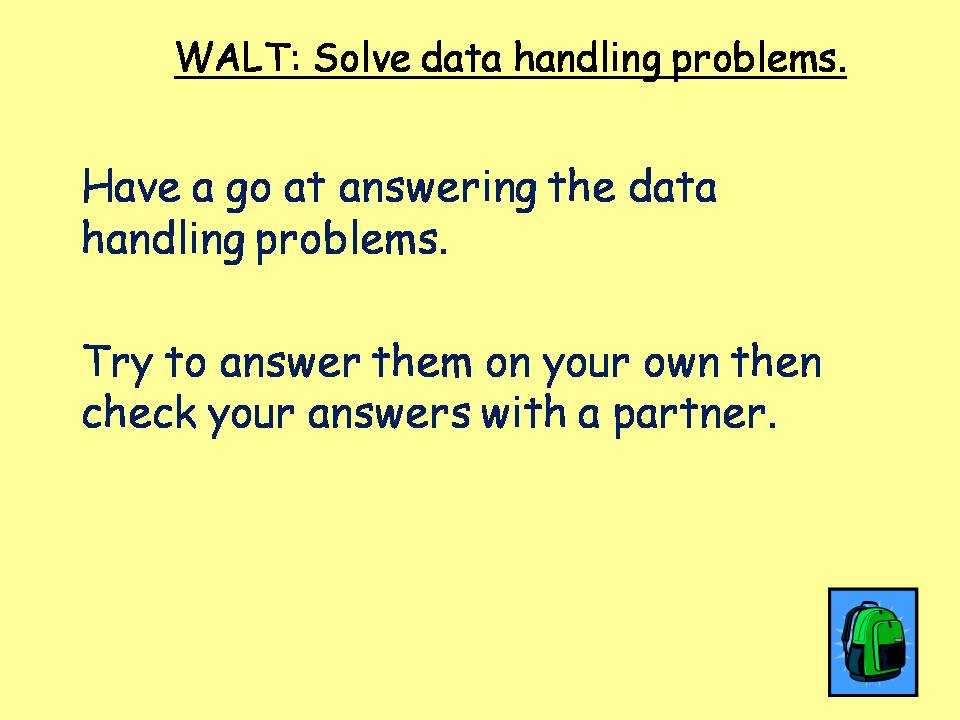 WALT: Solve data handling problems.
Have a go at answering the data
handling problems.
Try to answer them on your own then
check your answers with a partner.